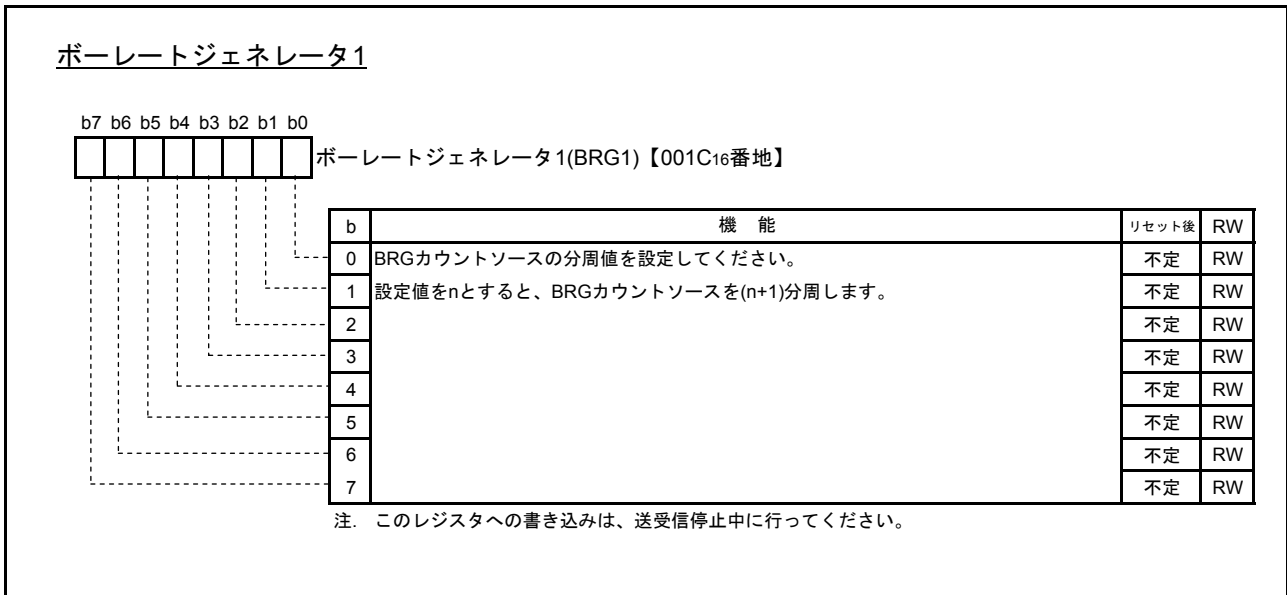 ボーレートジェネレータ1
b7 b6 b5 b4 b3 b2 b1 b0
ボーレートジェネレータ1(BRG1)【001C16番地】
b 機 能 リセット後 RW
0 BRGカウントソースの分周値を設定してください。 不定 RW
1 設定値をnとすると、BRGカウントソースを(n+1)分周します。 不定 RW
2 不定 RW
3 不定 RW
4 不定 RW
5 不定 RW
6 不定 RW
7 不定 RW
注. このレジスタへの書き込みは、送受信停止中に行ってください。